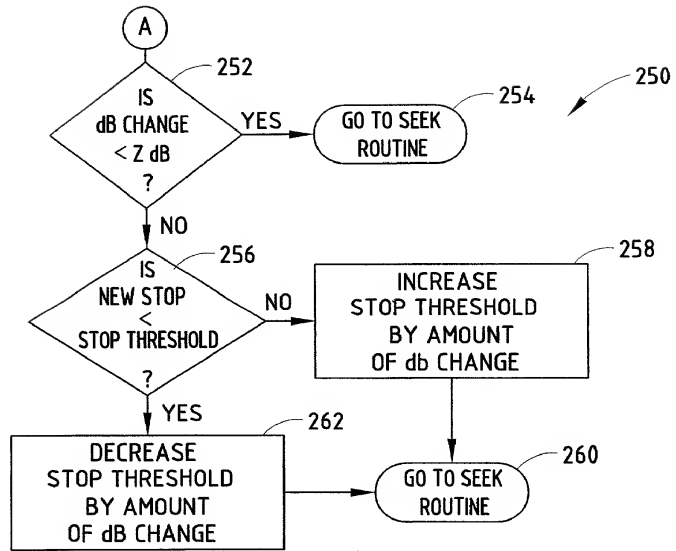 A
252
IS
dB CHANGE
< Z dB
?
YES
GO TO SEEK
ROUTINE
254
250
NO
256
IS
NEW STOP
<
STOP THRESHOLD
?
NO
INCREASE
STOP THRESHOLD
BY AMOUNT
OF db CHANGE
258
YES
262
DECREASE
STOP THRESHOLD
BY AMOUNT
OF dB CHANGE
GO TO SEEK
ROUTINE
260